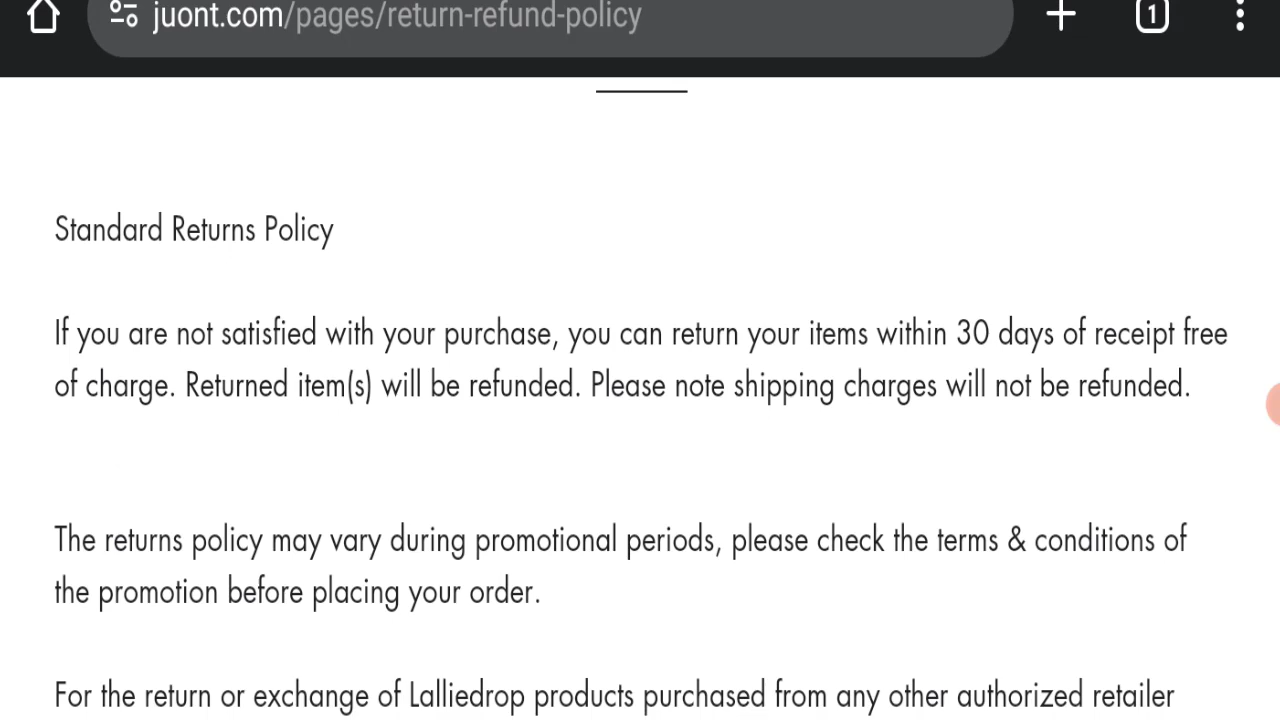 juont.com/pages/return-refund-policy
1
Standard Returns Policy
If you are not satisfied with your purchase, you can return your items within 30 days of receipt free
of charge. Returned item(s) will be refunded. Please note shipping charges will not be refunded.
The returns policy may vary during promotional periods, please check the terms & conditions of
the promotion before placing your order.
For the return or exchange of Lalliedrop products purchased from any other authorized retailer